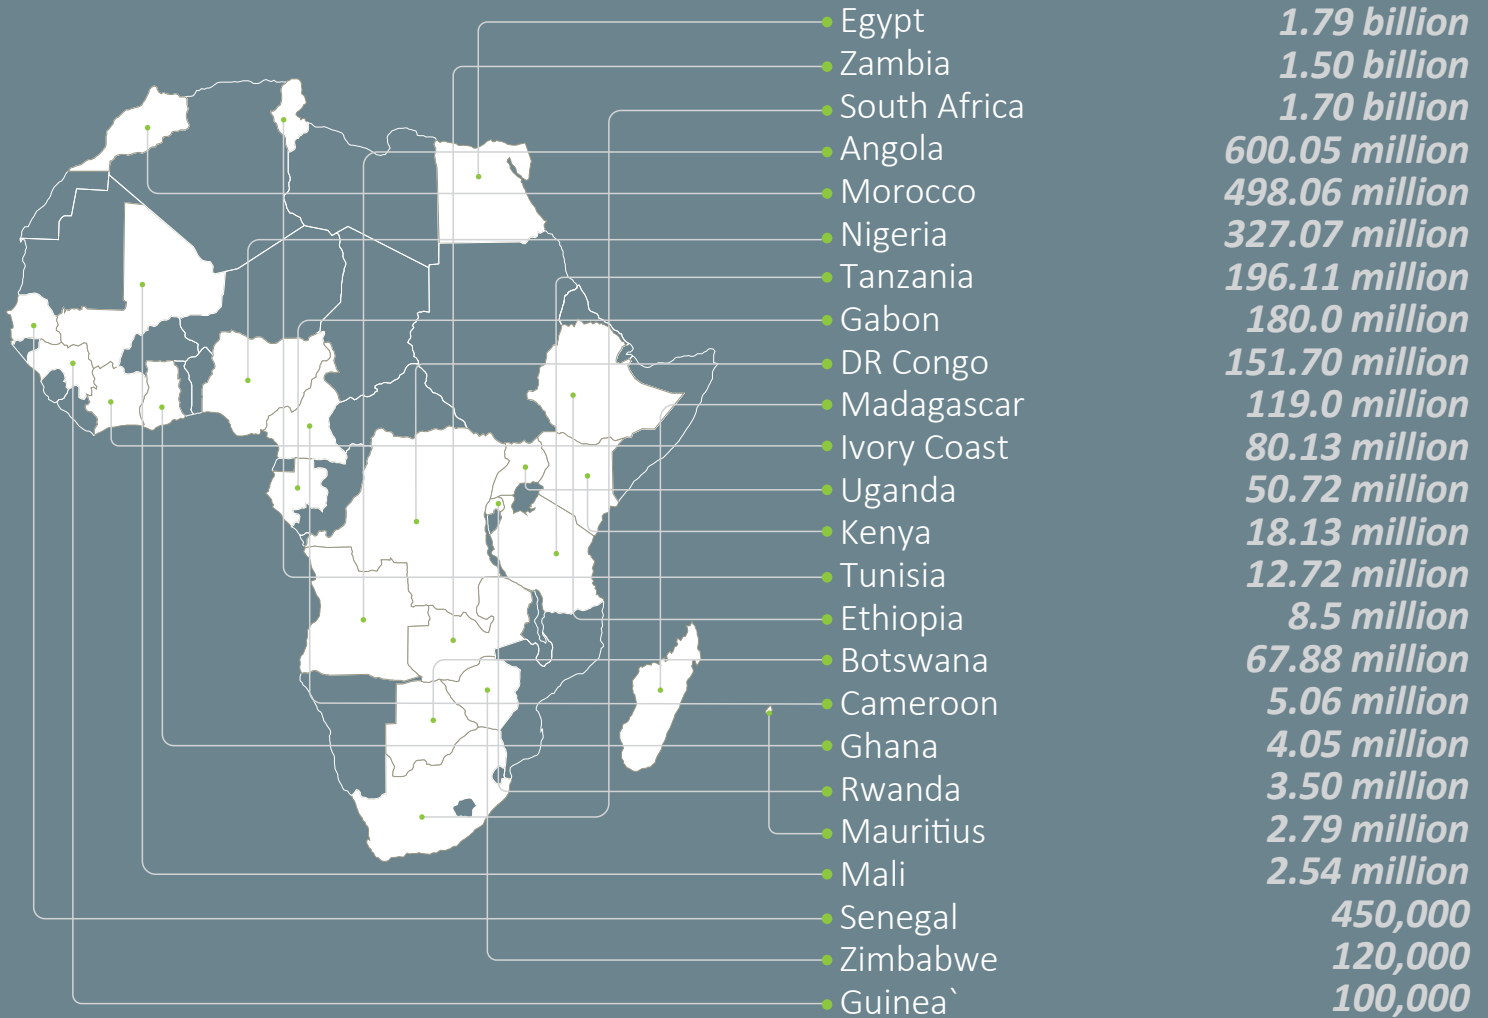 Egypt 1.79 billion
Zambia 1.50 billion
South Africa 1.70 billion
Angola 600.05 million
Morocco 498.06 million
Nigeria 327.07 million
Tanzania 196.11 million
Gabon 180.0 million
DR Congo 151.70 million
Madagascar 119.0 million
Ivory Coast 80.13 million
Uganda 50.72 million
Kenya 18.13 million
Tunisia 12.72 million
Ethiopia 8.5 million
Botswana 67.88 million
Cameroon 5.06 million
Ghana 4.05 million
Rwanda 3.50 million
Mauritius 2.79 million
Mali 2.54 million
Senegal 450,000
Zimbabwe 120,000
Guinea` 100,000